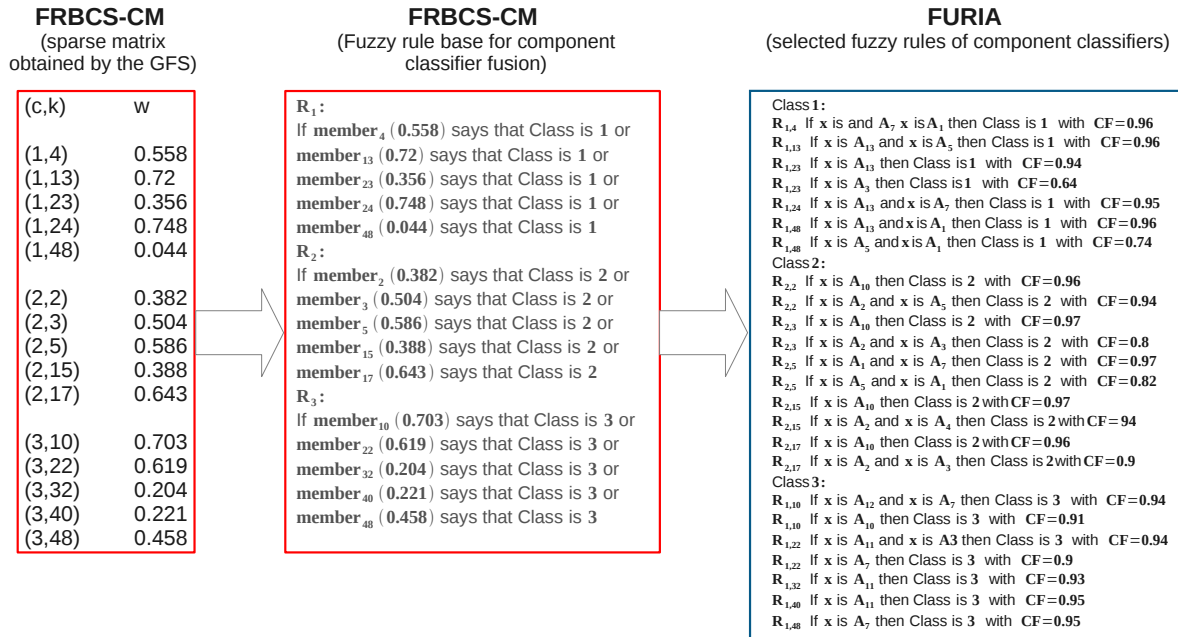 FRBCS-CM
(sparse matrix
obtained by the GFS)
(c,k) w
(1,4) 0.558
(1,13) 0.72
(1,23) 0.356
(1,24) 0.748
(1,48) 0.044
(2,2) 0.382
(2,3) 0.504
(2,5) 0.586
(2,15) 0.388
(2,17) 0.643
(3,10) 0.703
(3,22) 0.619
(3,32) 0.204
(3,40) 0.221
(3,48) 0.458
FRBCS-CM
(Fuzzy rule base for component
classifier fusion)
R₁:
If member₄ (0.558) says that Class is 1 or
member₁₃ (0.72) says that Class is 1 or
member₂₃ (0.356) says that Class is 1 or
member₂₄ (0.748) says that Class is 1 or
member₄₈ (0.044) says that Class is 1
R₂:
If member₂ (0.382) says that Class is 2 or
member₃ (0.504) says that Class is 2 or
member₅ (0.586) says that Class is 2 or
member₁₅ (0.388) says that Class is 2 or
member₁₇ (0.643) says that Class is 2
R₃:
If member₁₀ (0.703) says that Class is 3 or
member₂₂ (0.619) says that Class is 3 or
member₃₂ (0.204) says that Class is 3 or
member₄₀ (0.221) says that Class is 3 or
member₄₈ (0.458) says that Class is 3
FURIA
(selected fuzzy rules of component classifiers)
Class 1:
R₁,₄ If x is and A₇ x is A₁ then Class is 1 with CF=0.96
R₁,₁₃ If x is A₁₃ and x is A₅ then Class is 1 with CF=0.96
R₁,₂₃ If x is A₁₃ then Class is 1 with CF=0.94
R₁,₂₃ If x is A₃ then Class is 1 with CF=0.64
R₁,₂₄ If x is A₁₃ and x is A₇ then Class is 1 with CF=0.95
R₁,₄₈ If x is A₁₃ and x is A₁ then Class is 1 with CF=0.96
R₁,₄₈ If x is A₅ and x is A₁ then Class is 1 with CF=0.74
Class 2:
R₂,₂ If x is A₁₀ then Class is 2 with CF=0.96
R₂,₂ If x is A₂ and x is A₅ then Class is 2 with CF=0.94
R₂,₃ If x is A₁₀ then Class is 2 with CF=0.97
R₂,₃ If x is A₂ and x is A₃ then Class is 2 with CF=0.8
R₂,₅ If x is A₁ and x is A₇ then Class is 2 with CF=0.97
R₂,₅ If x is A₅ and x is A₁ then Class is 2 with CF=0.82
R₂,₁₅ If x is A₁₀ then Class is 2 with CF=0.97
R₂,₁₅ If x is A₂ and x is A₄ then Class is 2 with CF=94
R₂,₁₇ If x is A₁₀ then Class is 2 with CF=0.96
R₂,₁₇ If x is A₂ and x is A₃ then Class is 2 with CF=0.9
Class 3:
R₁,₁₀ If x is A₁₂ and x is A₇ then Class is 3 with CF=0.94
R₁,₁₀ If x is A₁₀ then Class is 3 with CF=0.91
R₁,₂₂ If x is A₁₁ and x is A3 then Class is 3 with CF=0.94
R₁,₂₂ If x is A₇ then Class is 3 with CF=0.9
R₁,₃₂ If x is A₁₁ then Class is 3 with CF=0.93
R₁,₄₀ If x is A₁₁ then Class is 3 with CF=0.95
R₁,₄₈ If x is A₇ then Class is 3 with CF=0.95